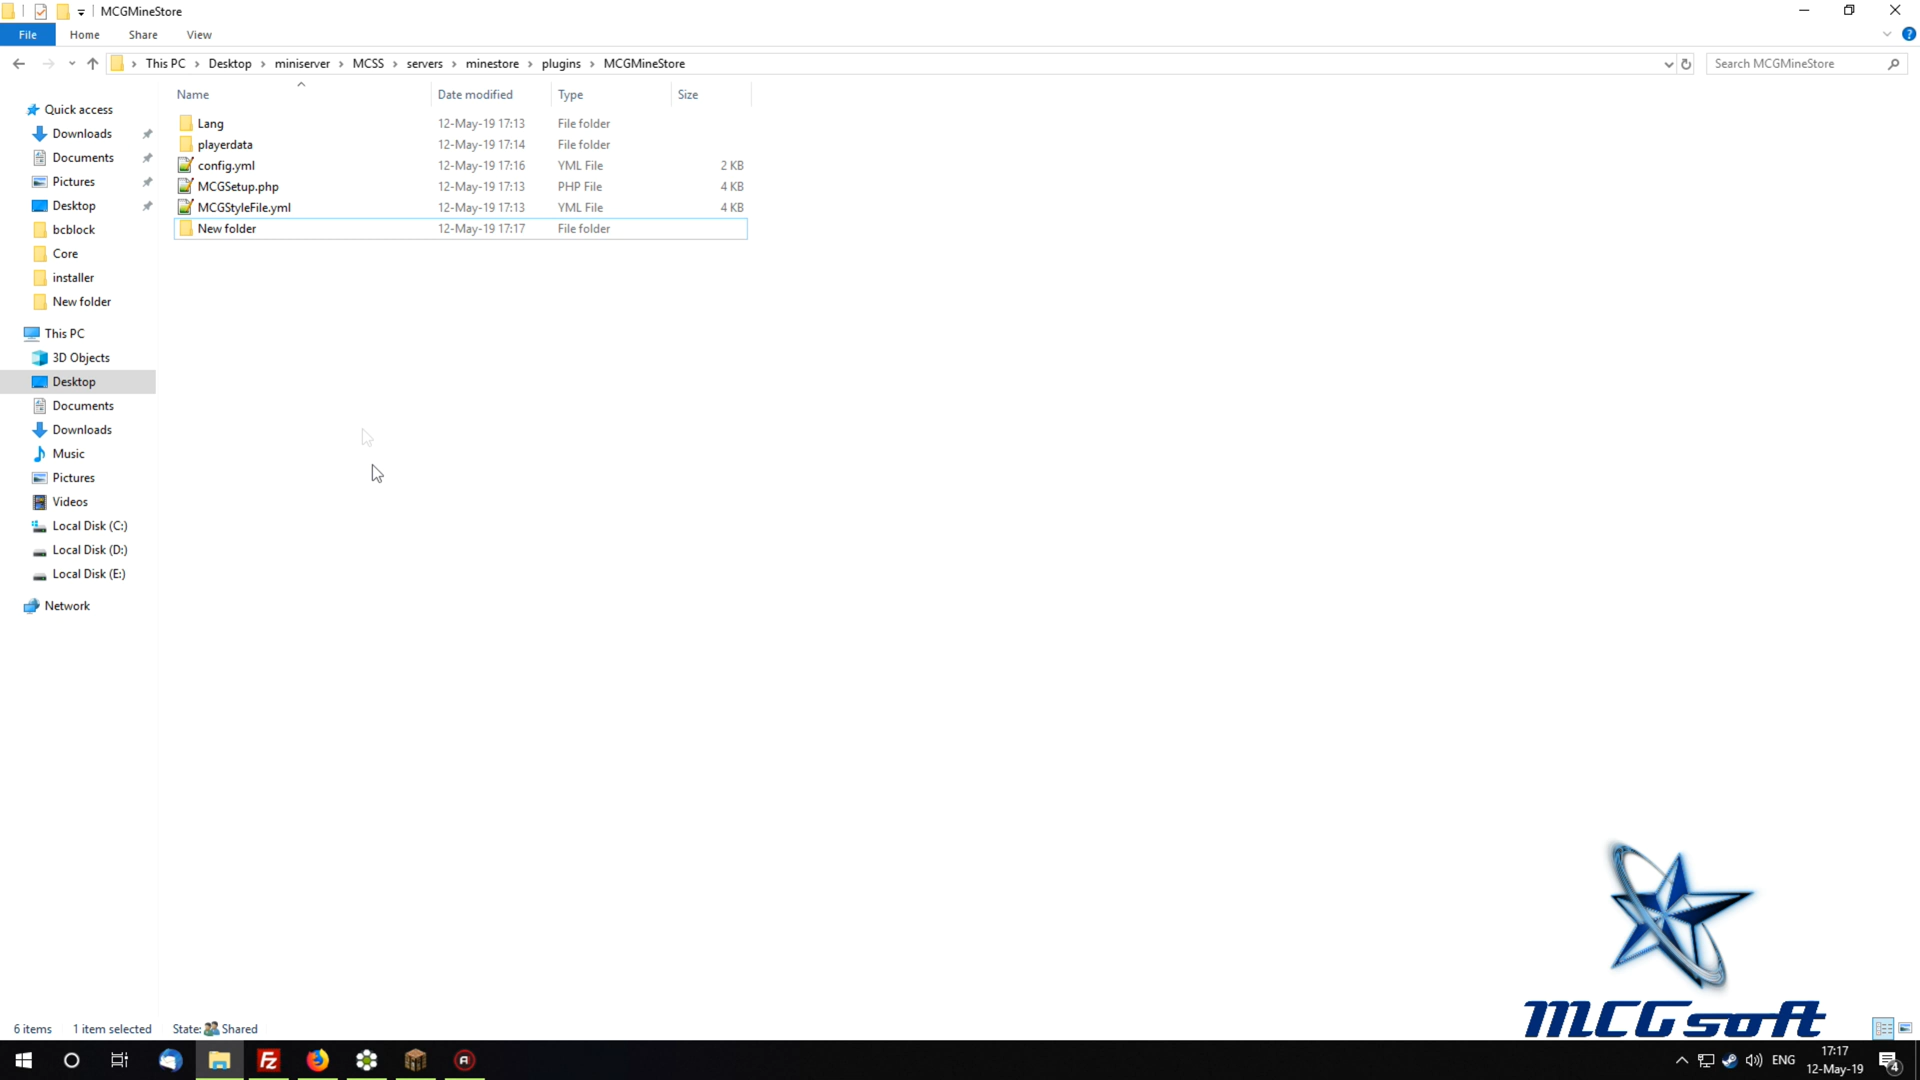 MCGMineStore
File Home Share View
This PC Desktop miniserver MCSS servers minestore plugins MCGMineStore
Search MCGMineStore
Name Date modified Type Size
Lang 12-May-19 17:13 File folder
playerdata 12-May-19 17:14 File folder
config.yml 12-May-19 17:16 YML File 2 KB
MCGSetup.php 12-May-19 17:13 PHP File 4 KB
MCGStyleFile.yml 12-May-19 17:13 YML File 4 KB
New folder 12-May-19 17:17 File folder
Quick access
Downloads
Documents
Pictures
Desktop
bcblock
Core
installer
New folder
This PC
3D Objects
Desktop
Documents
Downloads
Music
Pictures
Videos
Local Disk (C:)
Local Disk (D:)
Local Disk (E:)
Network
MCGsoft
6 items 1 item selected State: Shared
ENG
17:17
12-May-19
4